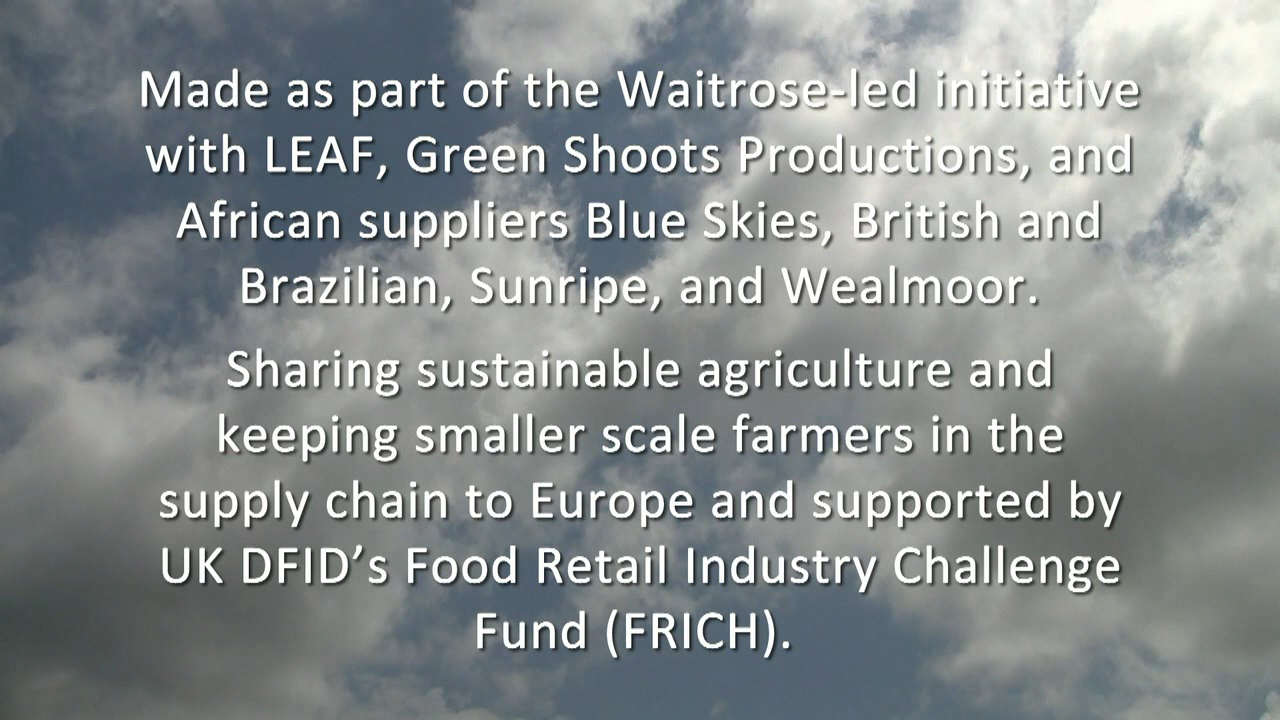 Made as part of the Waitrose-led initiative
with LEAF, Green Shoots Productions, and
African suppliers Blue Skies, British and
Brazilian, Sunripe, and Wealmoor.
Sharing sustainable agriculture and
keeping smaller scale farmers in the
supply chain to Europe and supported by
UK DFID’s Food Retail Industry Challenge
Fund (FRICH).